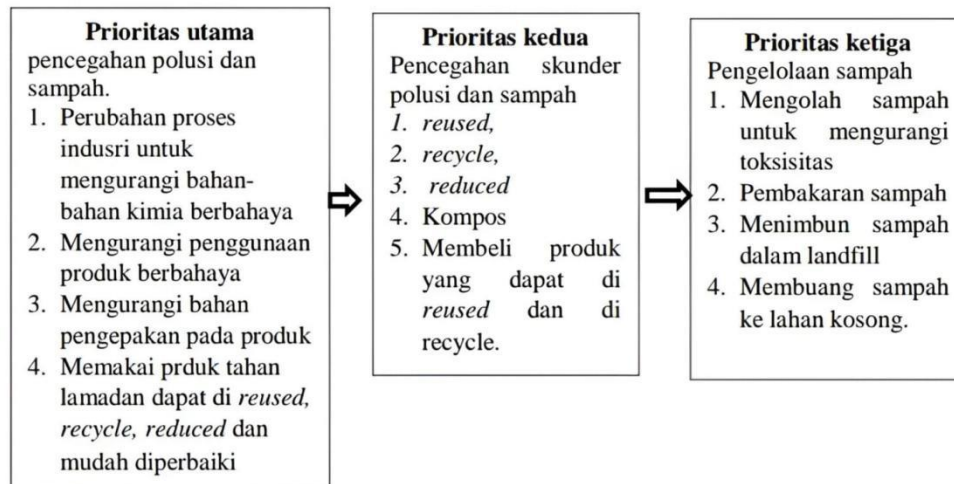 Prioritas utama
pencegahan polusi dan
sampah.
1. Perubahan proses
indusri untuk
mengurangi bahan-
bahan kimia berbahaya
2. Mengurangi penggunaan
produk berbahaya
3. Mengurangi bahan
pengepakan pada produk
4. Memakai prduk tahan
lamadan dapat di reused,
recycle, reduced dan
mudah diperbaiki
Prioritas kedua
Pencegahan skunder
polusi dan sampah
1. reused,
2. recycle,
3. reduced
4. Kompos
5. Membeli produk
yang dapat di
reused dan di
recycle.
Prioritas ketiga
Pengelolaan sampah
1. Mengolah sampah
untuk mengurangi
toksisitas
2. Pembakaran sampah
3. Menimbun sampah
dalam landfill
4. Membuang sampah
ke lahan kosong.